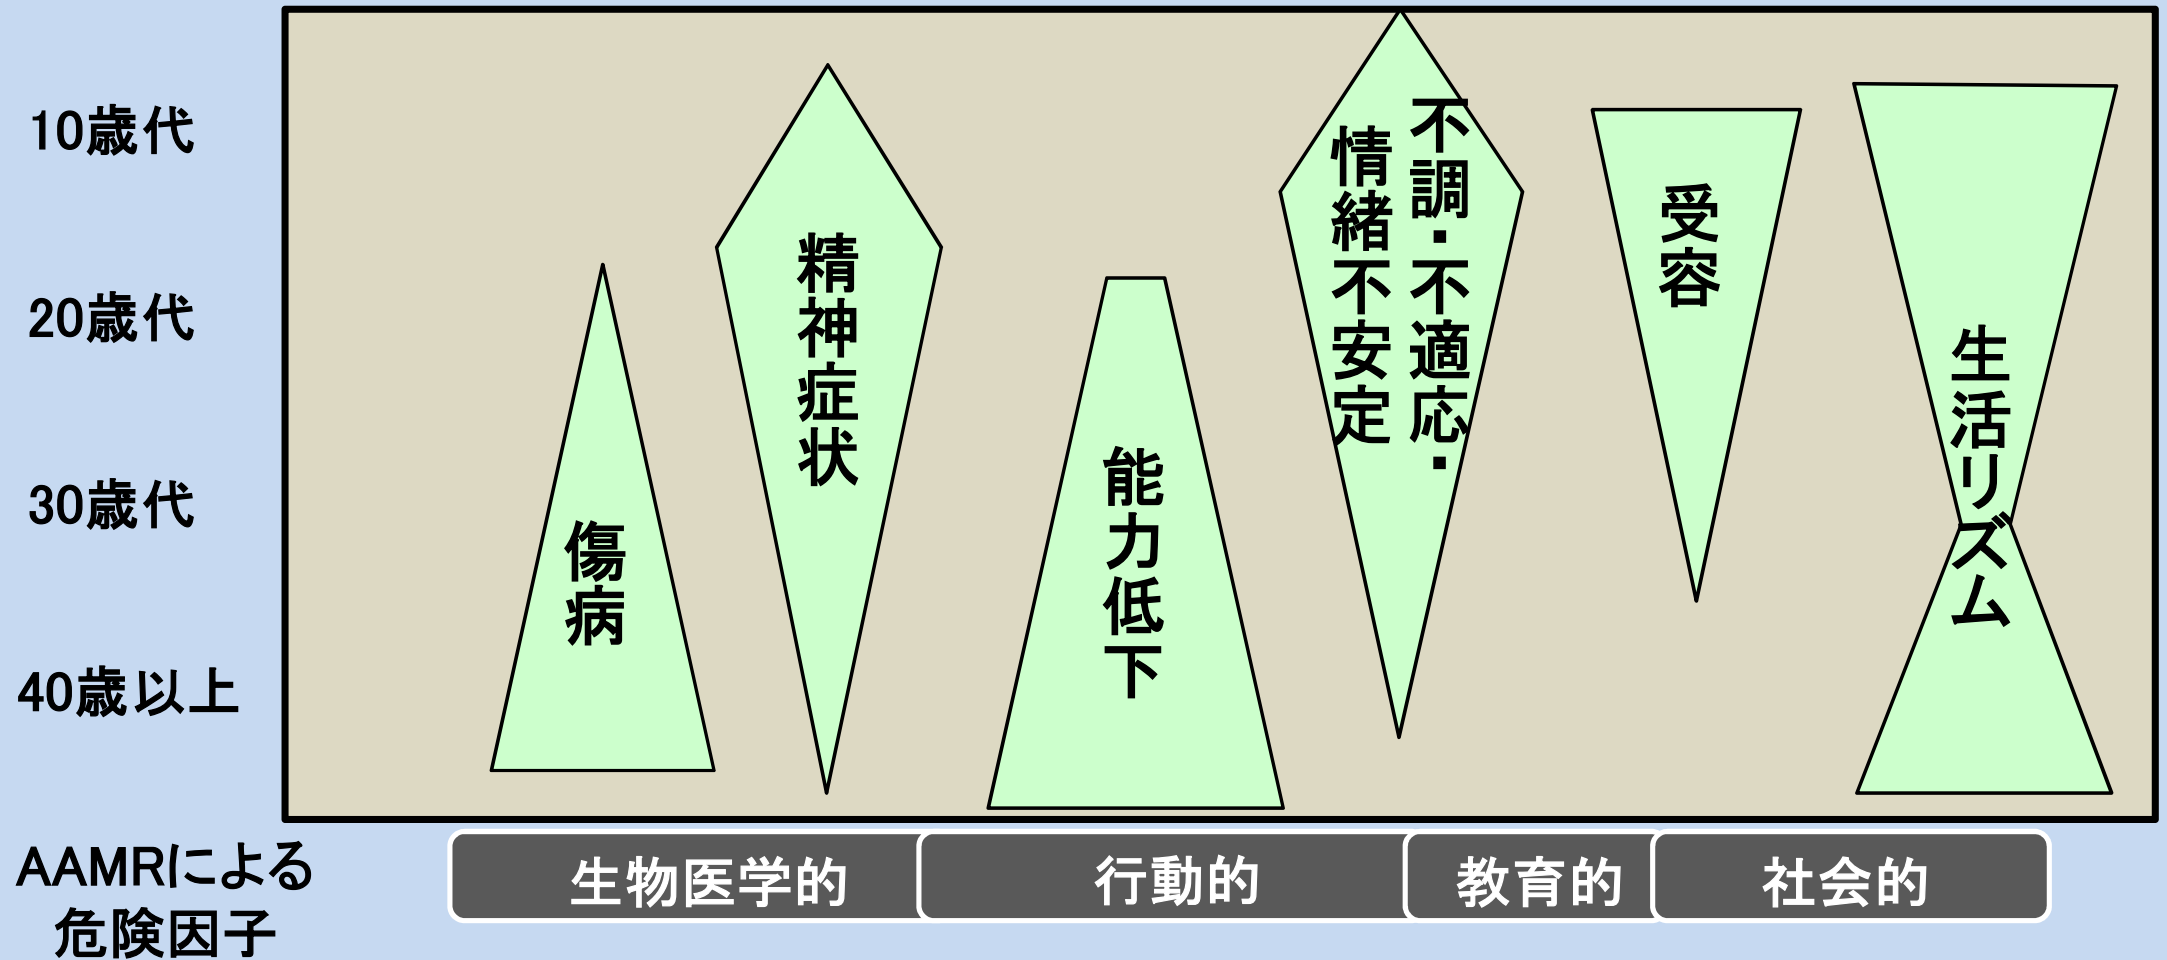 10歳代
20歳代
30歳代
40歳以上
傷病
精神症状
能力低下
不調・不適応・
情緒不安定
受容
生活リズム
AAMRによる
危険因子
生物医学的
行動的
教育的
社会的